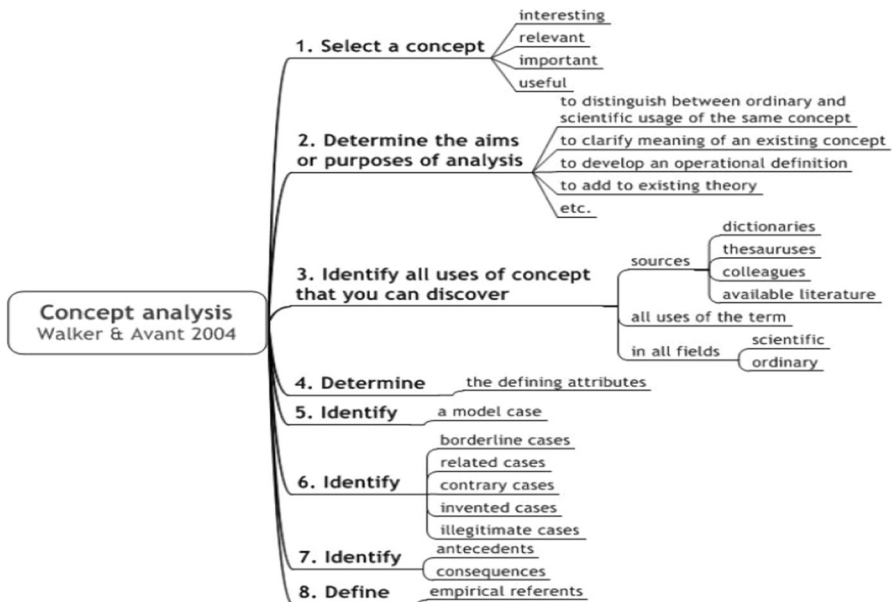 Concept analysis
Walker & Avant 2004
1. Select a concept
interesting
relevant
important
useful
2. Determine the aims
or purposes of analysis
to distinguish between ordinary and
scientific usage of the same concept
to clarify meaning of an existing concept
to develop an operational definition
to add to existing theory
etc.
3. Identify all uses of concept
that you can discover
sources
dictionaries
thesauruses
colleagues
available literature
all uses of the term
in all fields
scientific
ordinary
4. Determine
the defining attributes
5. Identify
a model case
6. Identify
borderline cases
related cases
contrary cases
invented cases
illegitimate cases
7. Identify
antecedents
consequences
8. Define
empirical referents